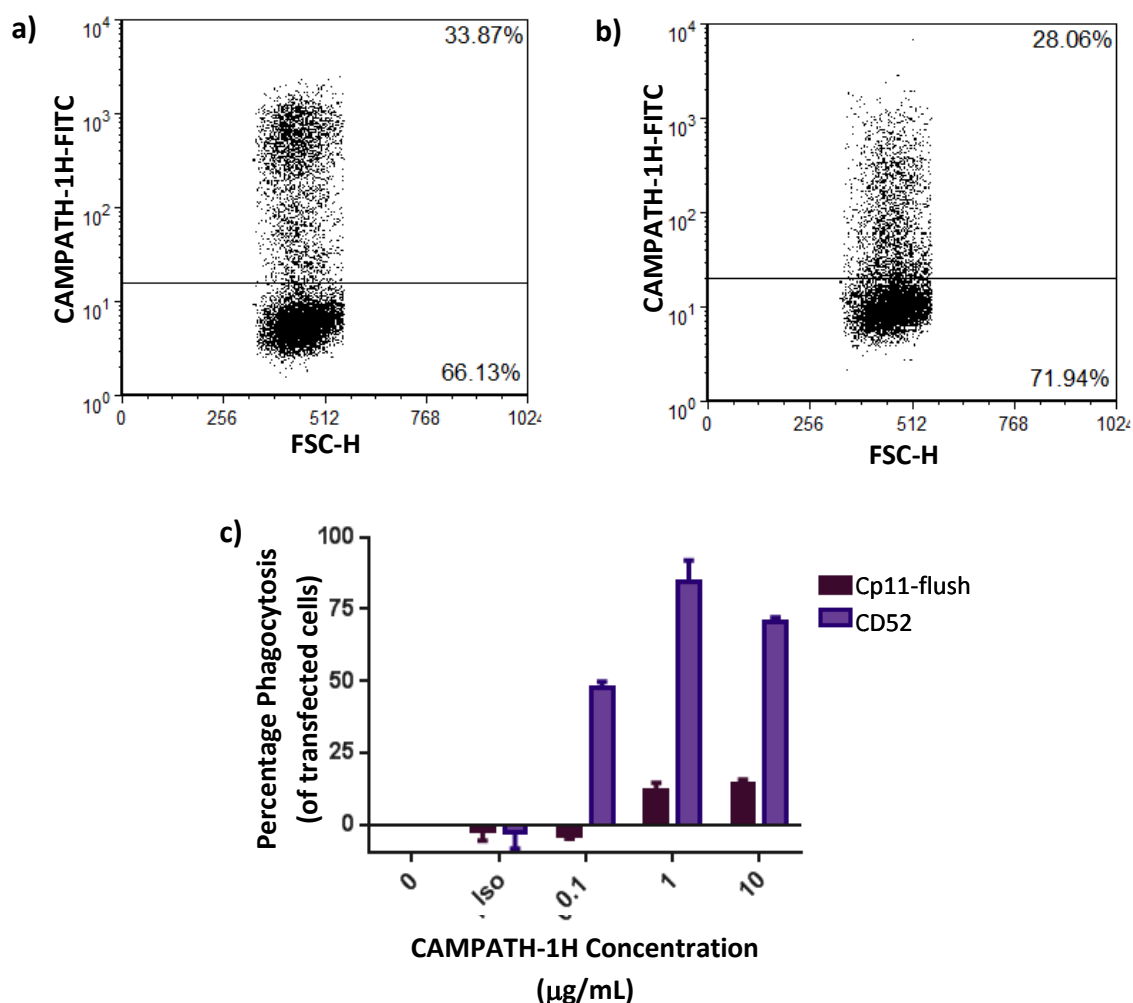 a)
10⁴
33.87%
10³
10²
10¹
10⁰
66.13%
CAMPATH-1H-FITC
0 256 512 768 1024
FSC-H
b)
10⁴
28.06%
10³
10²
10¹
10⁰
71.94%
CAMPATH-1H-FITC
0 256 512 768 1024
FSC-H
c)
100
75
50
25
0
Percentage Phagocytosis
(of transfected cells)
Cp11-flush
CD52
0 Iso 0.1 1 10
CAMPATH-1H Concentration
(μg/mL)